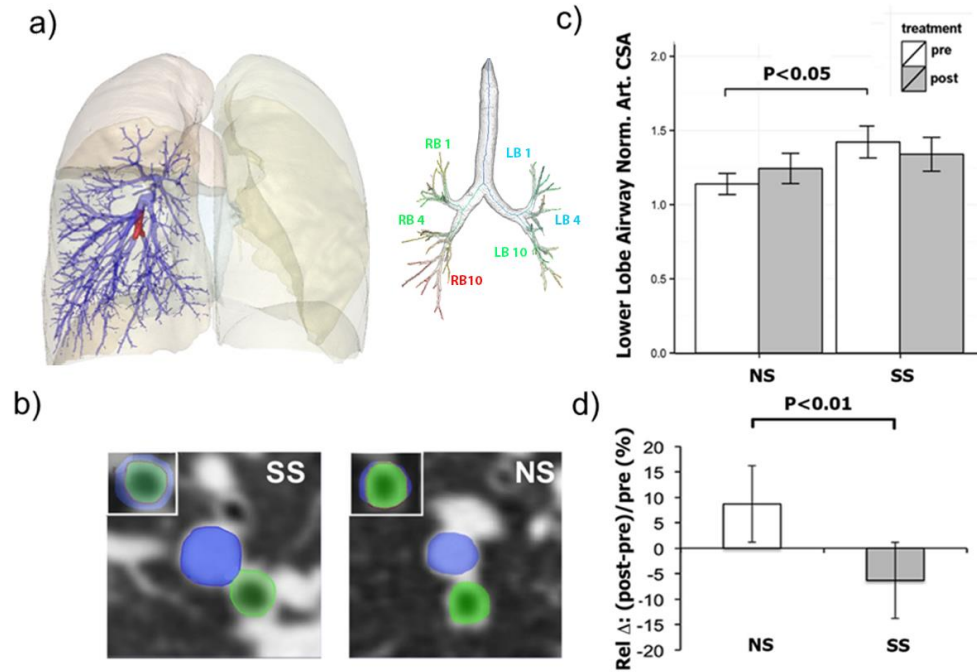 a)
RB 1
LB 1
RB 4
LB 4
LB 10
RB10
b)
SS
NS
c)
treatment
pre
post
P<0.05
Lower Lobe Airway Norm. Art. CSA
2.0
1.5
1.0
0.5
0.0
NS
SS
d)
P<0.01
Rel Δ: (post-pre)/pre (%)
20
15
10
5
0
-5
-10
-15
-20
NS
SS